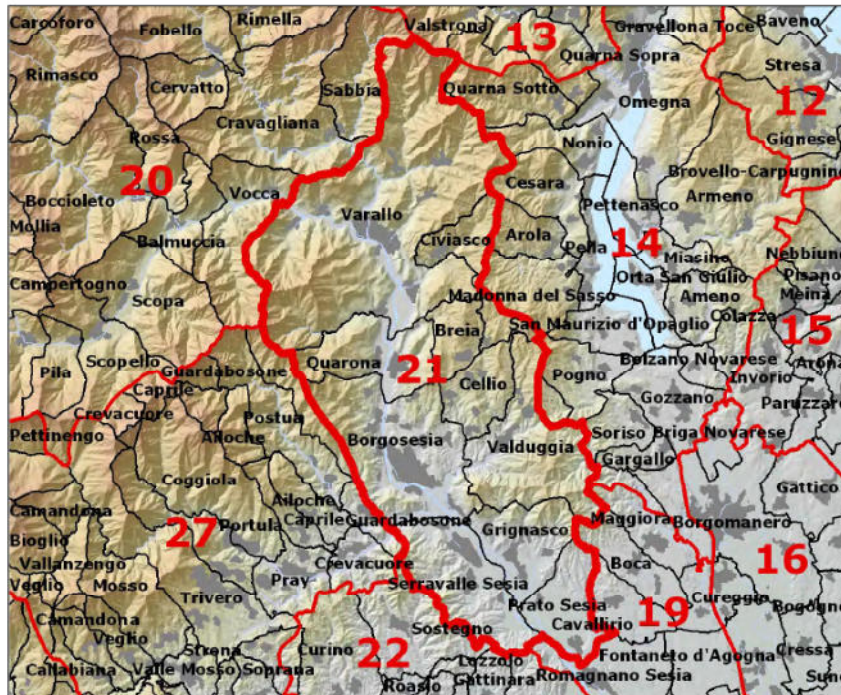 Carcoforo
Fobello
Rimella
Valstrona
13
Gravellona Toce
Baveno
Rimasco
Cervatto
Sabbia
Quarna Sopra
Stresa
Quarna Sotto
Omegna
12
Rossa
Cravagliana
Nonio
Gignese
20
Vocca
Cesara
Brovello-Carpugnino
Armeno
Boccioleto
Varallo
Pettenasco
Mollia
Balmuccia
Civiasco
Arola
Pella
14
Miasino
Nebbiuno
Campertogno
Orta San Giulio
Pisano
Scopa
Madonna del Sasso
Ameno
Meina
Colazza
Breia
San Maurizio d'Opaglio
15
Pila
Scopello
Guardabosone
Quarona
21
Cellio
Pogno
Bolzano Novarese
Arona
Invorio
Caprile
Gozzano
Paruzzaro
Crevacuore
Postua
Pettinengo
Ailoche
Borgosesia
Valduggia
Soriso
Briga Novarese
Gargallo
Coggiola
Gattico
Camandona
Ailoche
Caprile
Guardabosone
Maggiora
Borgomanero
27
Portula
Grignasco
Bioglio
Vallanzengo
Crevacuore
Boca
16
Veglio
Mosso
Pray
Serravalle Sesia
Trivero
Prato Sesia
19
Cureggio
Bogogno
Camandona
Sostegno
Cavallirio
Veglio
Strona
Curino
22
Fontaneto d'Agogna
Cressa
Callabiana
Valle Mosso
Soprana
Lozzolo
Romagnano Sesia
Roasio
Gattinara
Suno